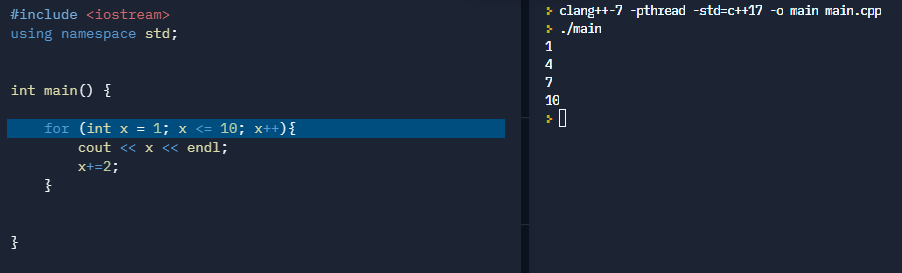 #include <iostream>
using namespace std;
int main() {
for (int x = 1; x <= 10; x++){
cout << x << endl;
x+=2;
}
}
> clang++-7 -pthread -std=c++17 -o main main.cpp
> ./main
1
4
7
10
>